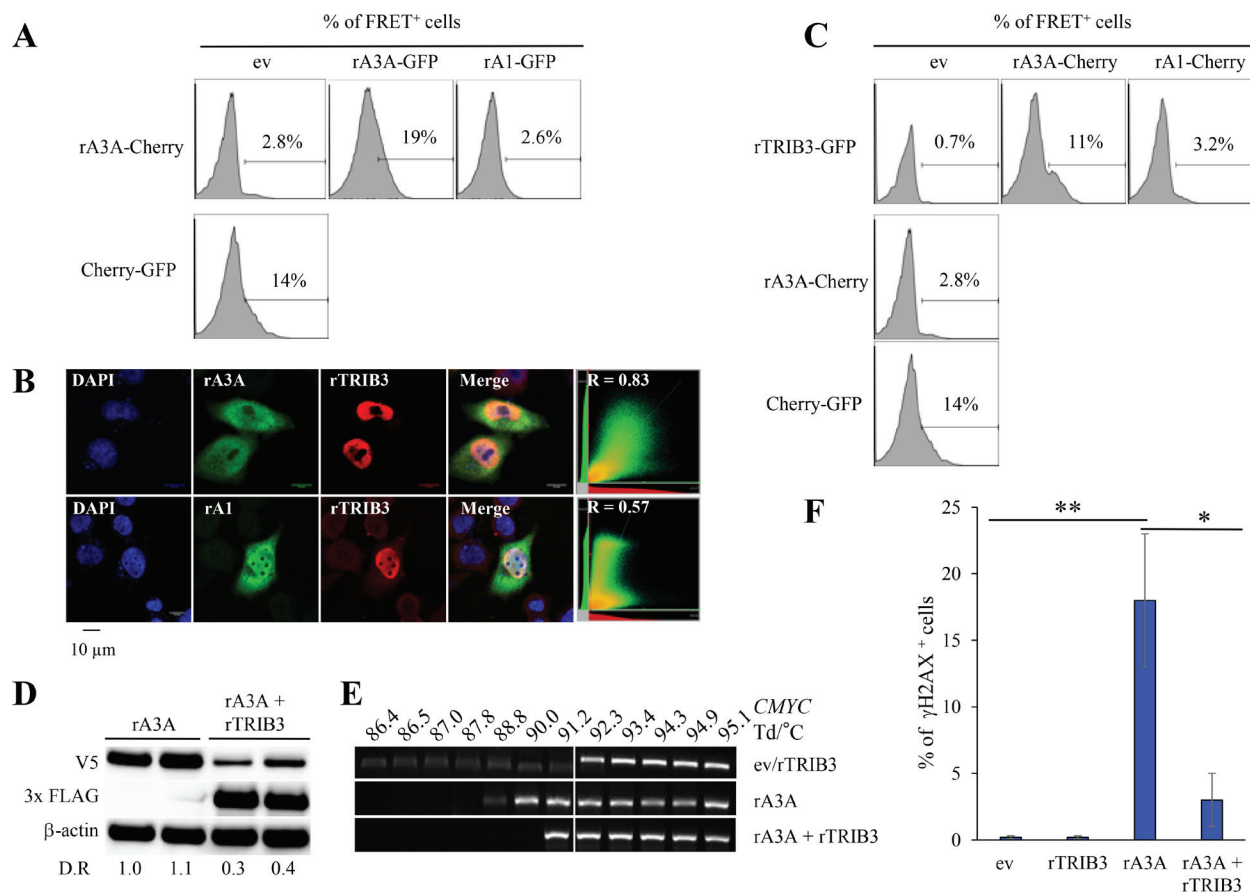 A
% of FRET+ cells
ev rA3A-GFP rA1-GFP
rA3A-Cherry 2.8% 19% 2.6%
Cherry-GFP 14%
C
% of FRET+ cells
ev rA3A-Cherry rA1-Cherry
rTRIB3-GFP 0.7% 11% 3.2%
rA3A-Cherry 2.8%
Cherry-GFP 14%
B
DAPI rA3A rTRIB3 Merge R = 0.83
DAPI rA1 rTRIB3 Merge R = 0.57
10 µm
D
rA3A rA3A +
rTRIB3
V5
3x FLAG
β-actin
D.R 1.0 1.1 0.3 0.4
E
CMYC
Td/°C
86.4 86.5 87.0 87.8 88.8 90.0 91.2 92.3 93.4 94.3 94.9 95.1
ev/rTRIB3
rA3A
rA3A + rTRIB3
F
** *
% of γH2AX + cells
25
20
15
10
5
0
ev rTRIB3 rA3A rA3A +
rTRIB3